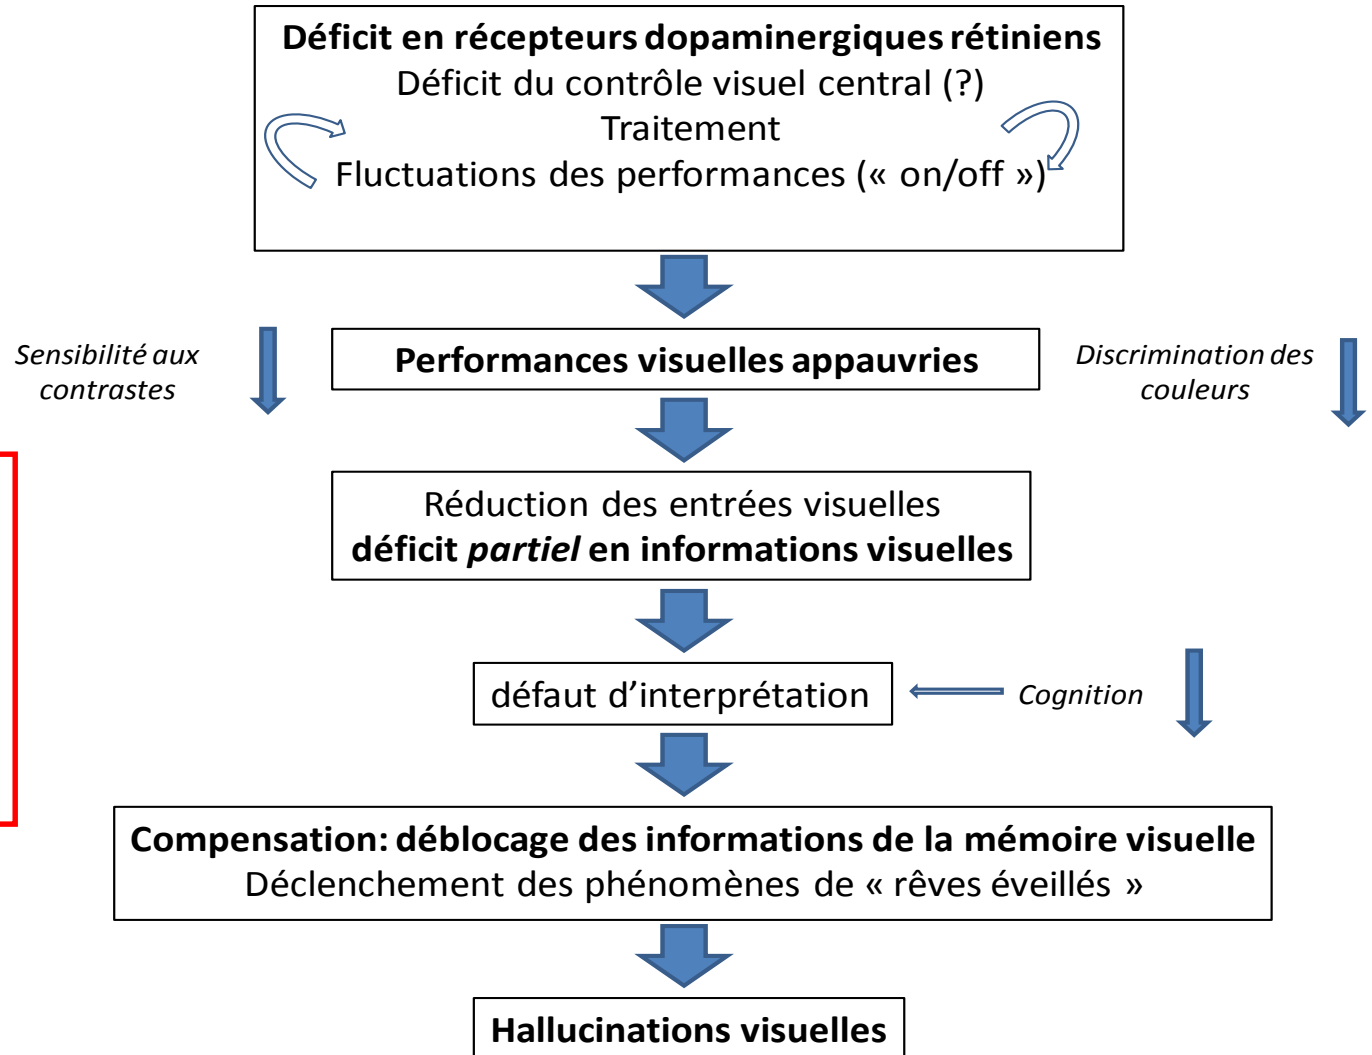 Déficit en récepteurs dopaminergiques rétiniens
Déficit du contrôle visuel central (?)
Traitement
Fluctuations des performances (« on/off »)
Sensibilité aux
contrastes
Performances visuelles appauvries
Discrimination des
couleurs
Réduction des entrées visuelles
déficit partiel en informations visuelles
défaut d’interprétation
Cognition
Compensation: déblocage des informations de la mémoire visuelle
Déclenchement des phénomènes de « rêves éveillés »
Hallucinations visuelles